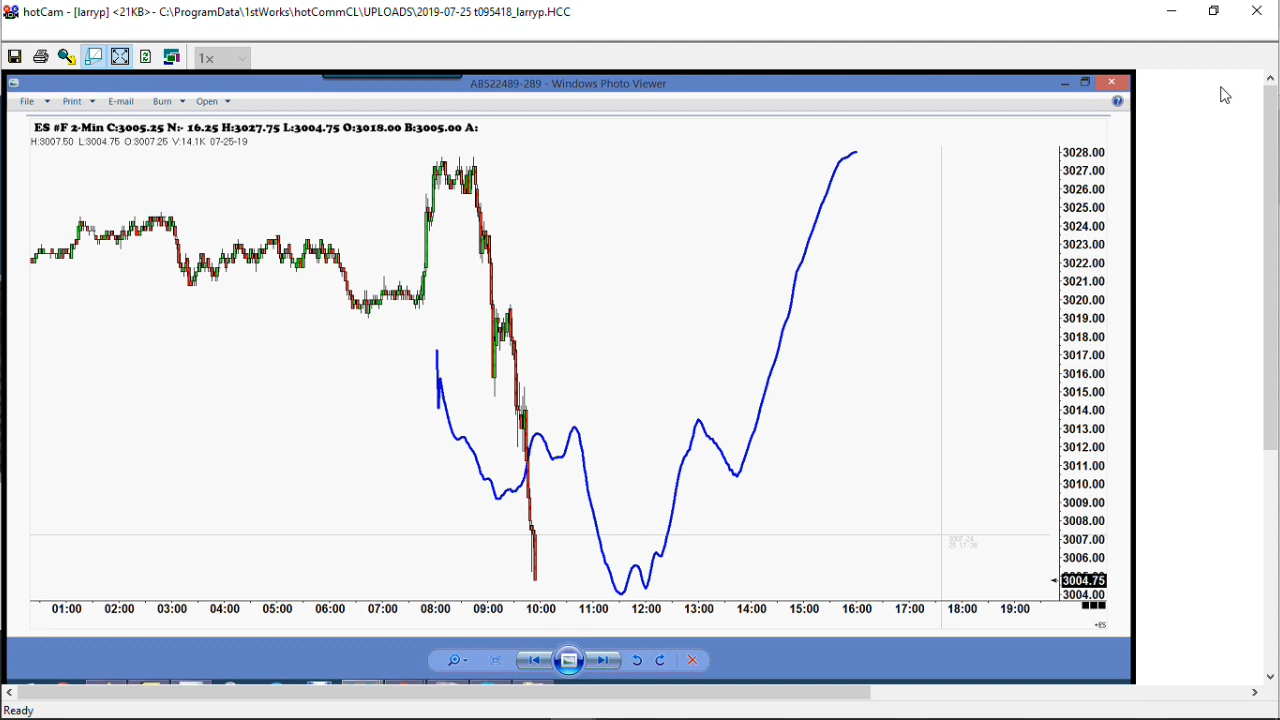 hotCam - [larryp] <21KB>- C:\ProgramData\1stWorks\hotCommCL\UPLOADS\2019-07-25 t095418_larryp.HCC
1x
AB522489-289 - Windows Photo Viewer
File Print E-mail Burn Open
ES #F 2-Min C:3005.25 N:- 16.25 H:3027.75 L:3004.75 O:3018.00 B:3005.00 A:
H:3007.50 L:3004.75 O:3007.25 V:14.1K 07-25-19
3028.00
3027.00
3026.00
3025.00
3024.00
3023.00
3022.00
3021.00
3020.00
3019.00
3018.00
3017.00
3016.00
3015.00
3014.00
3013.00
3012.00
3011.00
3010.00
3009.00
3008.00
3007.00
3007.24
3006.00
3004.75
3004.00
01:00 02:00 03:00 04:00 05:00 06:00 07:00 08:00 09:00 10:00 11:00 12:00 13:00 14:00 15:00 16:00 17:00 18:00 19:00
+ES
Ready